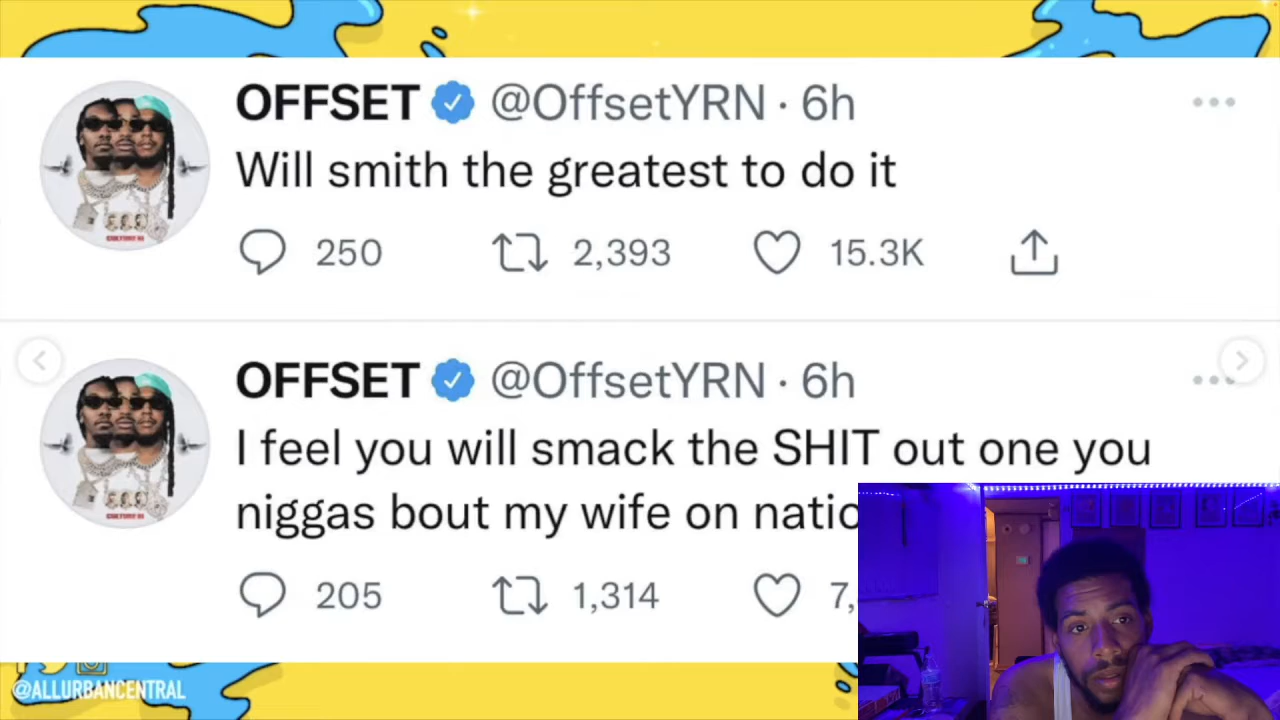 OFFSET @OffsetYRN · 6h
Will smith the greatest to do it
250 2,393 15.3K
OFFSET @OffsetYRN · 6h
I feel you will smack the SHIT out one you
niggas bout my wife on natio
205 1,314 7,
@ALLURBANCENTRAL